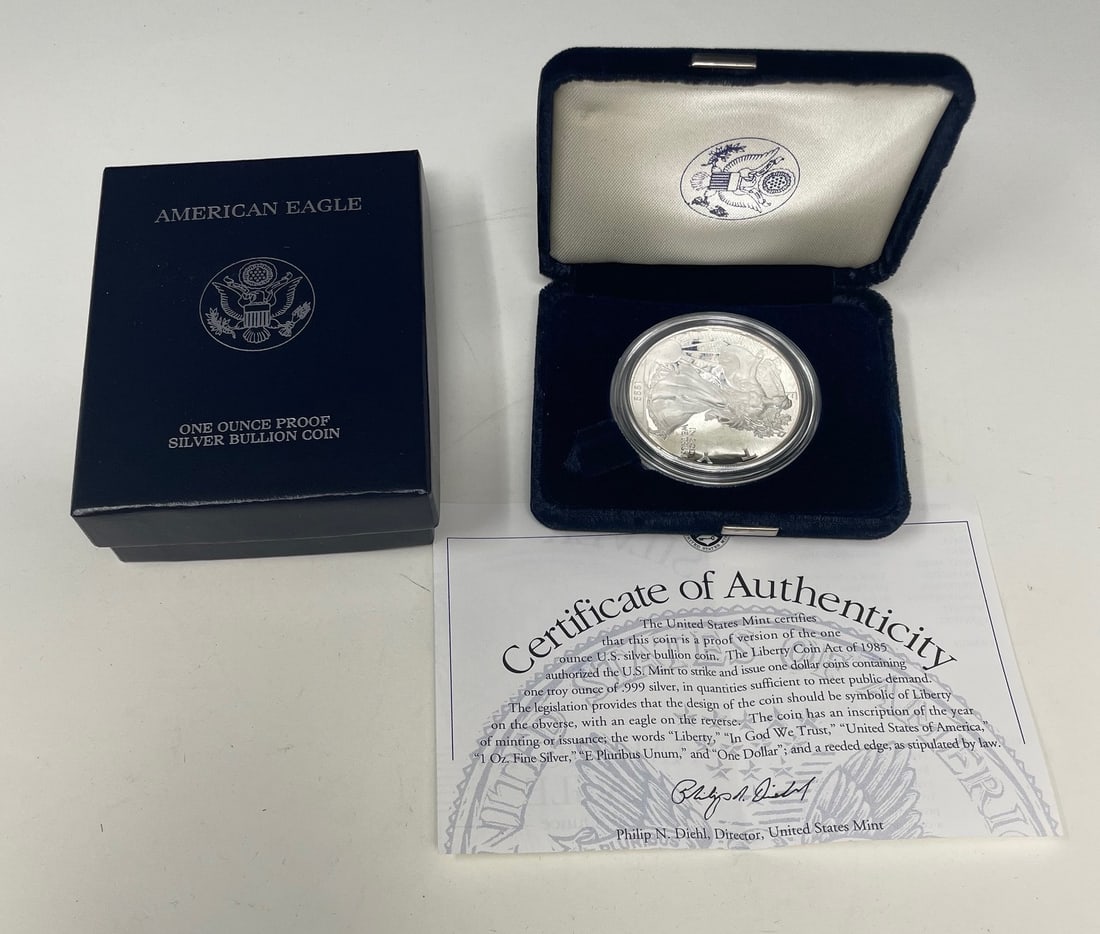 AMERICAN EAGLE
ONE OUNCE PROOF
SILVER BULLION COIN
Certificate of Authenticity
The United States Mint certifies
that this coin is a proof version of the one
ounce U.S. silver bullion coin. The Liberty Coin Act of 1985
authorized the U.S. Mint to strike and issue one dollar coins containing
one troy ounce of .999 silver, in quantities sufficient to meet public demand.
The legislation provides that the design of the coin should be symbolic of Liberty
on the obverse, with an eagle on the reverse. The coin has an inscription of the year
of minting or issuance; the words “Liberty,” “In God We Trust,” “United States of America,”
“1 Oz. Fine Silver,” “E Pluribus Unum,” and “One Dollar”; and a reeded edge, as stipulated by law.
Philip N. Diehl
Philip N. Diehl, Director, United States Mint